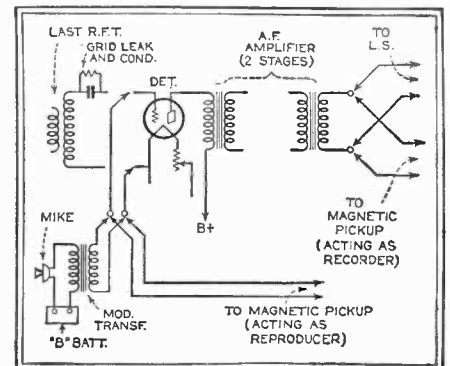 LAST R.F.T.
GRID LEAK
AND COND.
DET.
A.F.
AMPLIFIER
(2 STAGES)
TO
L.S.
TO
MAGNETIC
PICKUP
(ACTING AS
RECORDER)
B+
MIKE
MOD.
TRANSF.
"B" BATT.
TO MAGNETIC PICKUP
(ACTING AS
REPRODUCER)